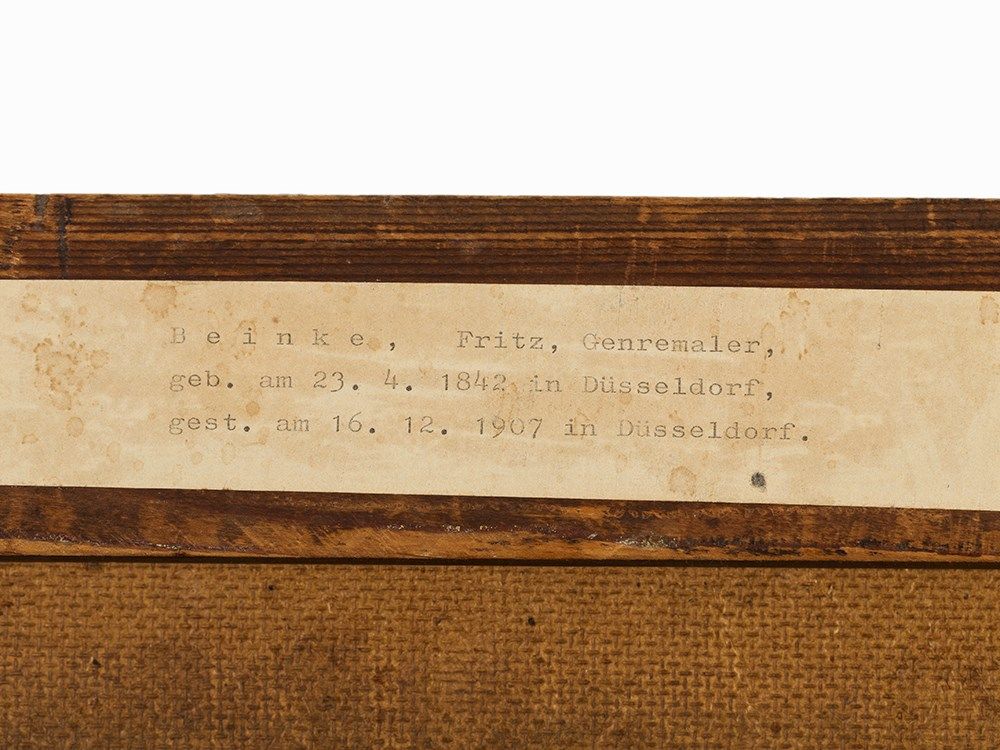 B e i n k e ,   Fritz, Genremaler,
geb. am 23. 4. 1842 in Düsseldorf,
gest. am 16. 12. 1907 in Düsseldorf.